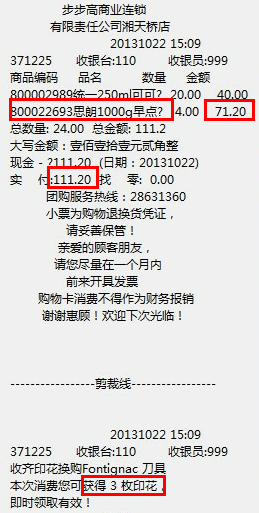 步步高商业连锁
有限责任公司湘天桥店
20131022 15:09
371225 收银台:110 收银员:999
商品编码 品名 数量 金额
800002989统一250ml可可? 20.00 40.00
800022693思朗1000g早点? 4.00 71.20
总数量: 24.00 总金额: 111.2
大写金额：壹佰壹拾壹元贰角整
现金 - ?111.20 (日期：20131022)
实 付:111.20 找 零: 0.00
团购服务热线：28631360
小票为购物退换货凭证，
请妥善保管！
亲爱的顾客朋友，
请您尽量在一个月内
前来开具发票
购物卡消费不得作为财务报销
谢谢惠顾！欢迎下次光临！
-----------------剪裁线-----------------
20131022 15:09
371225 收银台:110 收银员:999
收齐印花换购Fontignac 刀具
本次消费您可获得 3 枚印花，
即时领取有效！